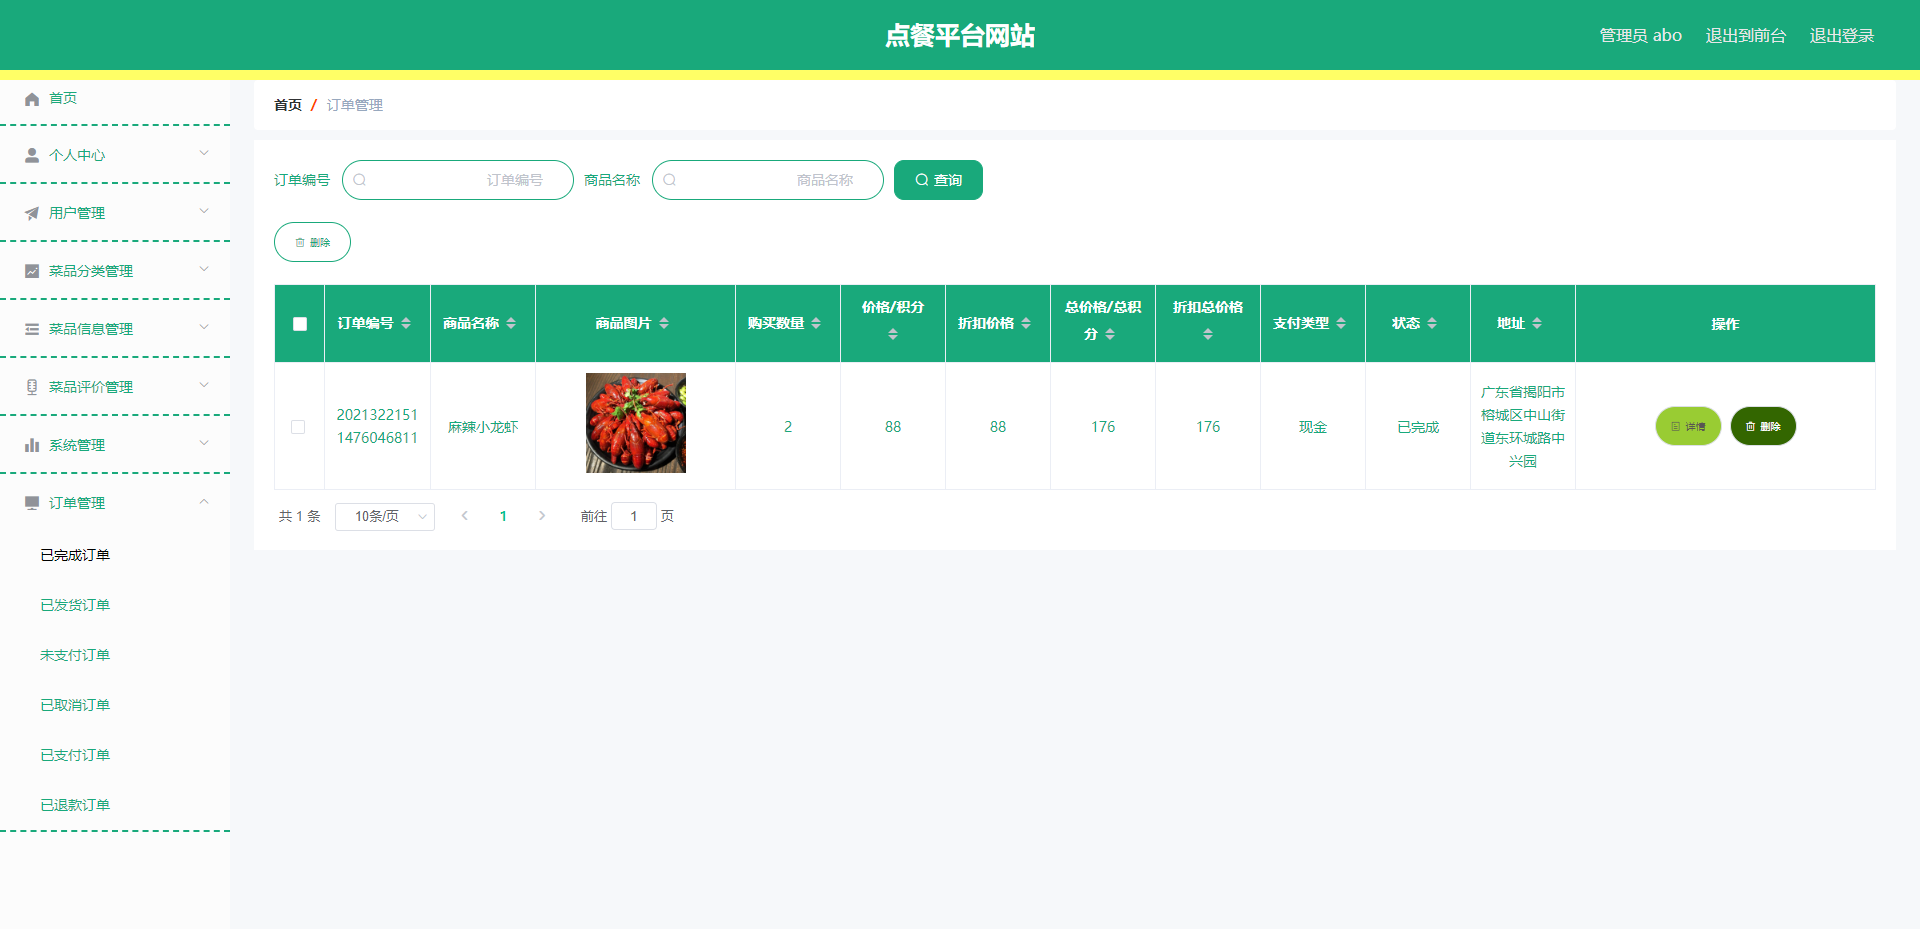 点餐平台网站
管理员 abo 退出到前台 退出登录
首页
个人中心
用户管理
菜品分类管理
菜品信息管理
菜品评价管理
系统管理
订单管理
已完成订单
已发货订单
未支付订单
已取消订单
已支付订单
已退款订单
首页 / 订单管理
订单编号 订单编号 商品名称 商品名称 查询
删除
订单编号 商品名称 商品图片 购买数量 价格/积分 折扣价格 总价格/总积分 折扣总价格 支付类型 状态 地址 操作
2021322151
1476046811
麻辣小龙虾 2 88 88 176 176 现金 已完成
广东省揭阳市
榕城区中山街
道东环城路中
兴园
详情 删除
共 1 条 10条/页 1 前往 1 页